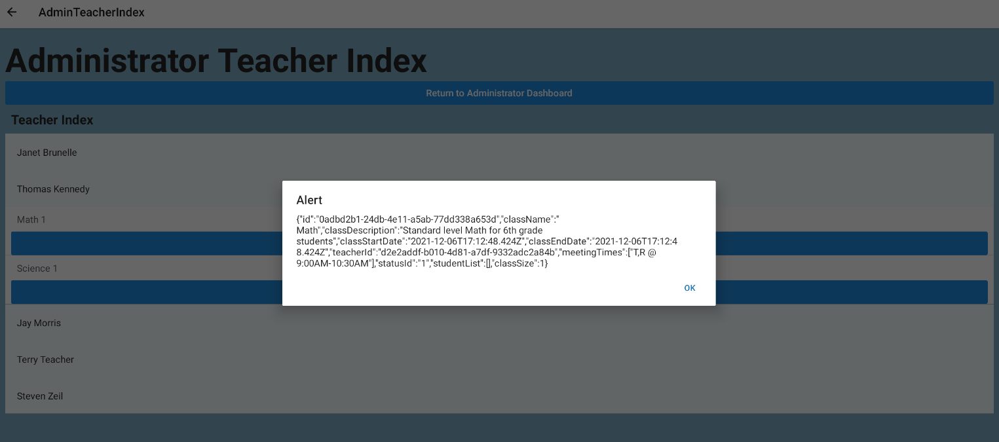 AdminTeacherIndex
Administrator Teacher Index
Return to Administrator Dashboard
Teacher Index
Janet Brunelle
Thomas Kennedy
Math 1
Science 1
Jay Morris
Terry Teacher
Steven Zeil
Alert
{"id":"0adbd2b1-24db-4e11-a5ab-77dd338a653d","className":"
Math","classDescription":"Standard level Math for 6th grade
students","classStartDate":"2021-12-06T17:12:48.424Z","classEndDate":"2021-12-06T17:12:4
8.424Z","teacherId":"d2e2addf-b010-4d81-a7df-9332adc2a84b","meetingTimes":["T,R @
9:00AM-10:30AM"],"statusId":"1","studentList":[],"classSize":1}
OK